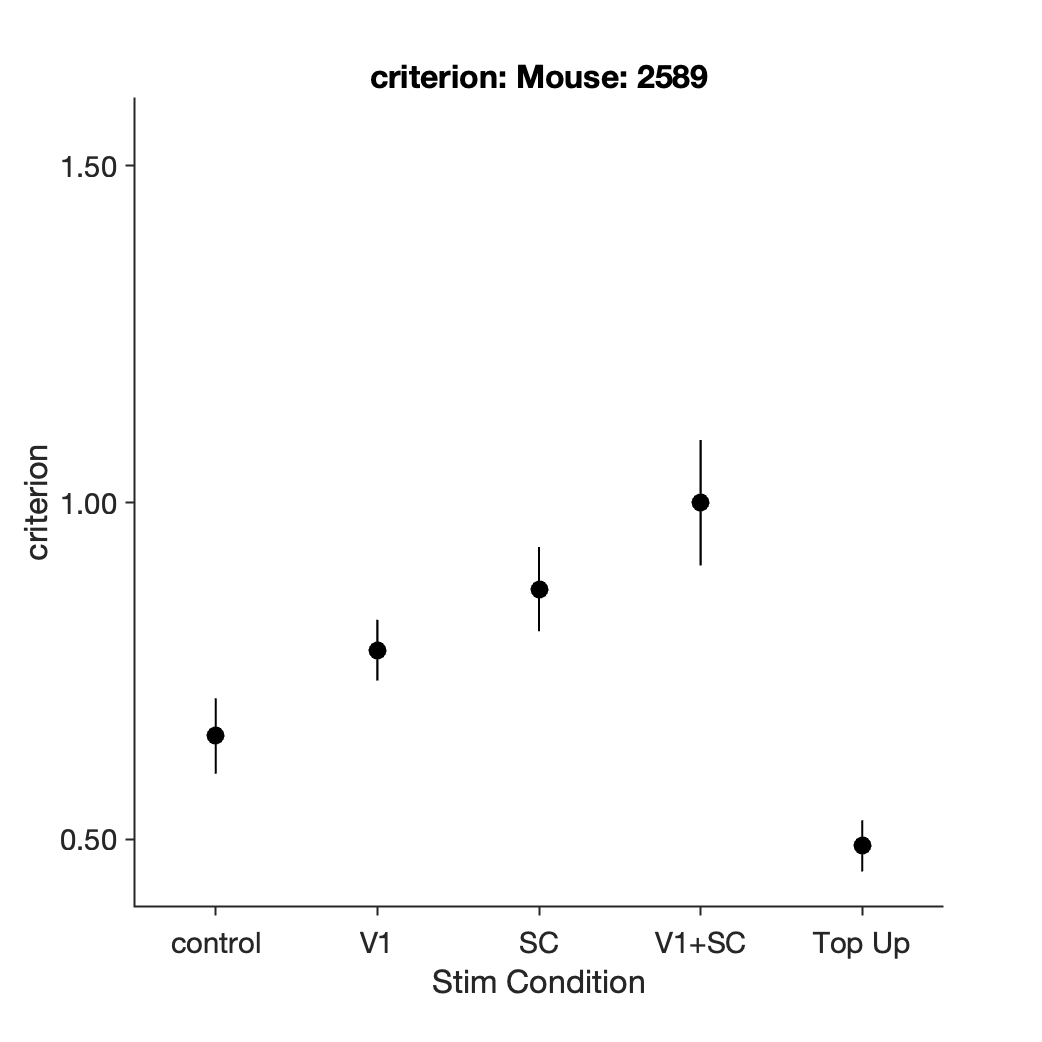 criterion: Mouse: 2589
criterion
1.50
1.00
0.50
control V1 SC V1+SC Top Up
Stim Condition